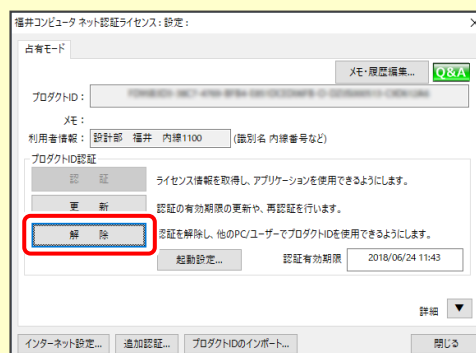 福井コンピュータ ネット認証ライセンス : 設定 :
占有モード
メモ・履歴編集... Q&A
プロダクトID :
メモ :
利用者情報 : 設計部 福井 内線1100 (識別名 内線番号など)
プロダクトID認証
認 証 ライセンス情報を取得し、アプリケーションを使用できるようにします。
更 新 認証の有効期限の更新や、再認証を行います。
解 除 認証を解除し、他のPC/ユーザーでプロダクトIDを使用できるようにします。
起動設定... 認証有効期限 2018/06/24 11:43
詳細 ▼
インターネット設定... 追加認証... プロダクトIDのインポート... 閉じる